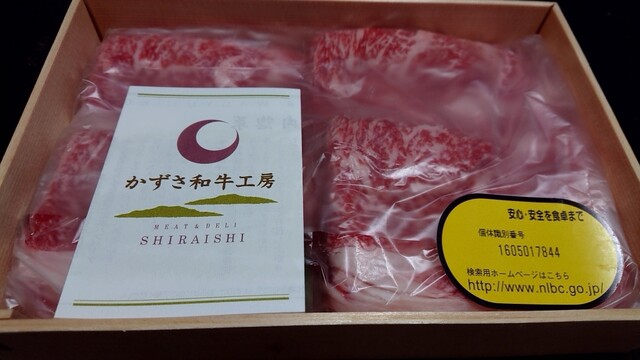 かずさ和牛工房
MEAT & DELI
SHIRAISHI
安心・安全を食卓まで
個体識別番号
1605017844
検索用ホームページはこちら
http://www.nlbc.go.jp/